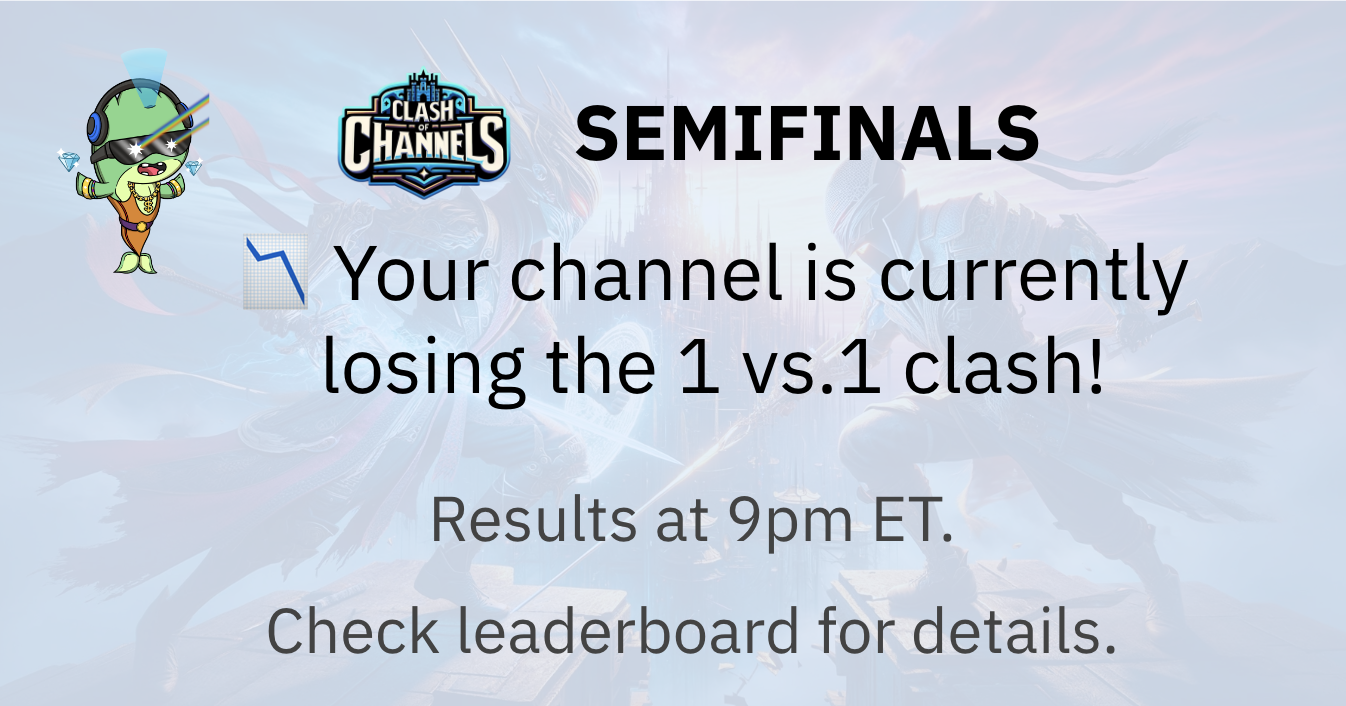 CLASH
OF
CHANNELS
SEMIFINALS
📉 Your channel is currently
losing the 1 vs.1 clash!
Results at 9pm ET.
Check leaderboard for details.